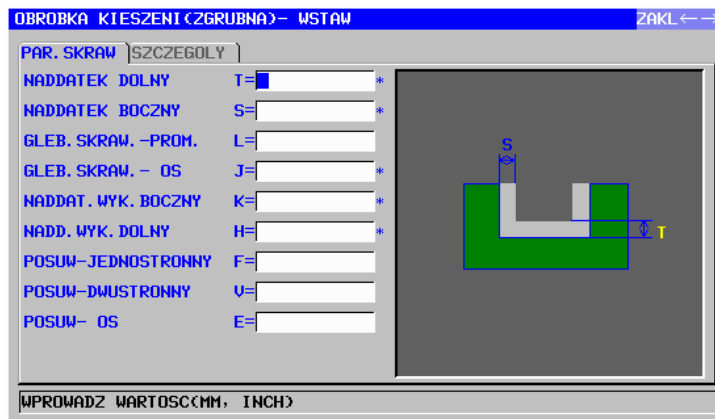 OBROBKA KIESZENI(ZGRUBNA)- WSTAW ZAKL←→
PAR.SKRAW SZCZEGOLY
NADDATEK DOLNY T= *
NADDATEK BOCZNY S= *
GLEB.SKRAW.-PROM. L=
GLEB.SKRAW.- OS J= *
NADDAT.WYK.BOCZNY K= *
NADD.WYK.DOLNY H= *
POSUW-JEDNOSTRONNY F=
POSUW-DWUSTRONNY V=
POSUW- OS E=
S
T
WPROWADZ WARTOSC(MM, INCH)